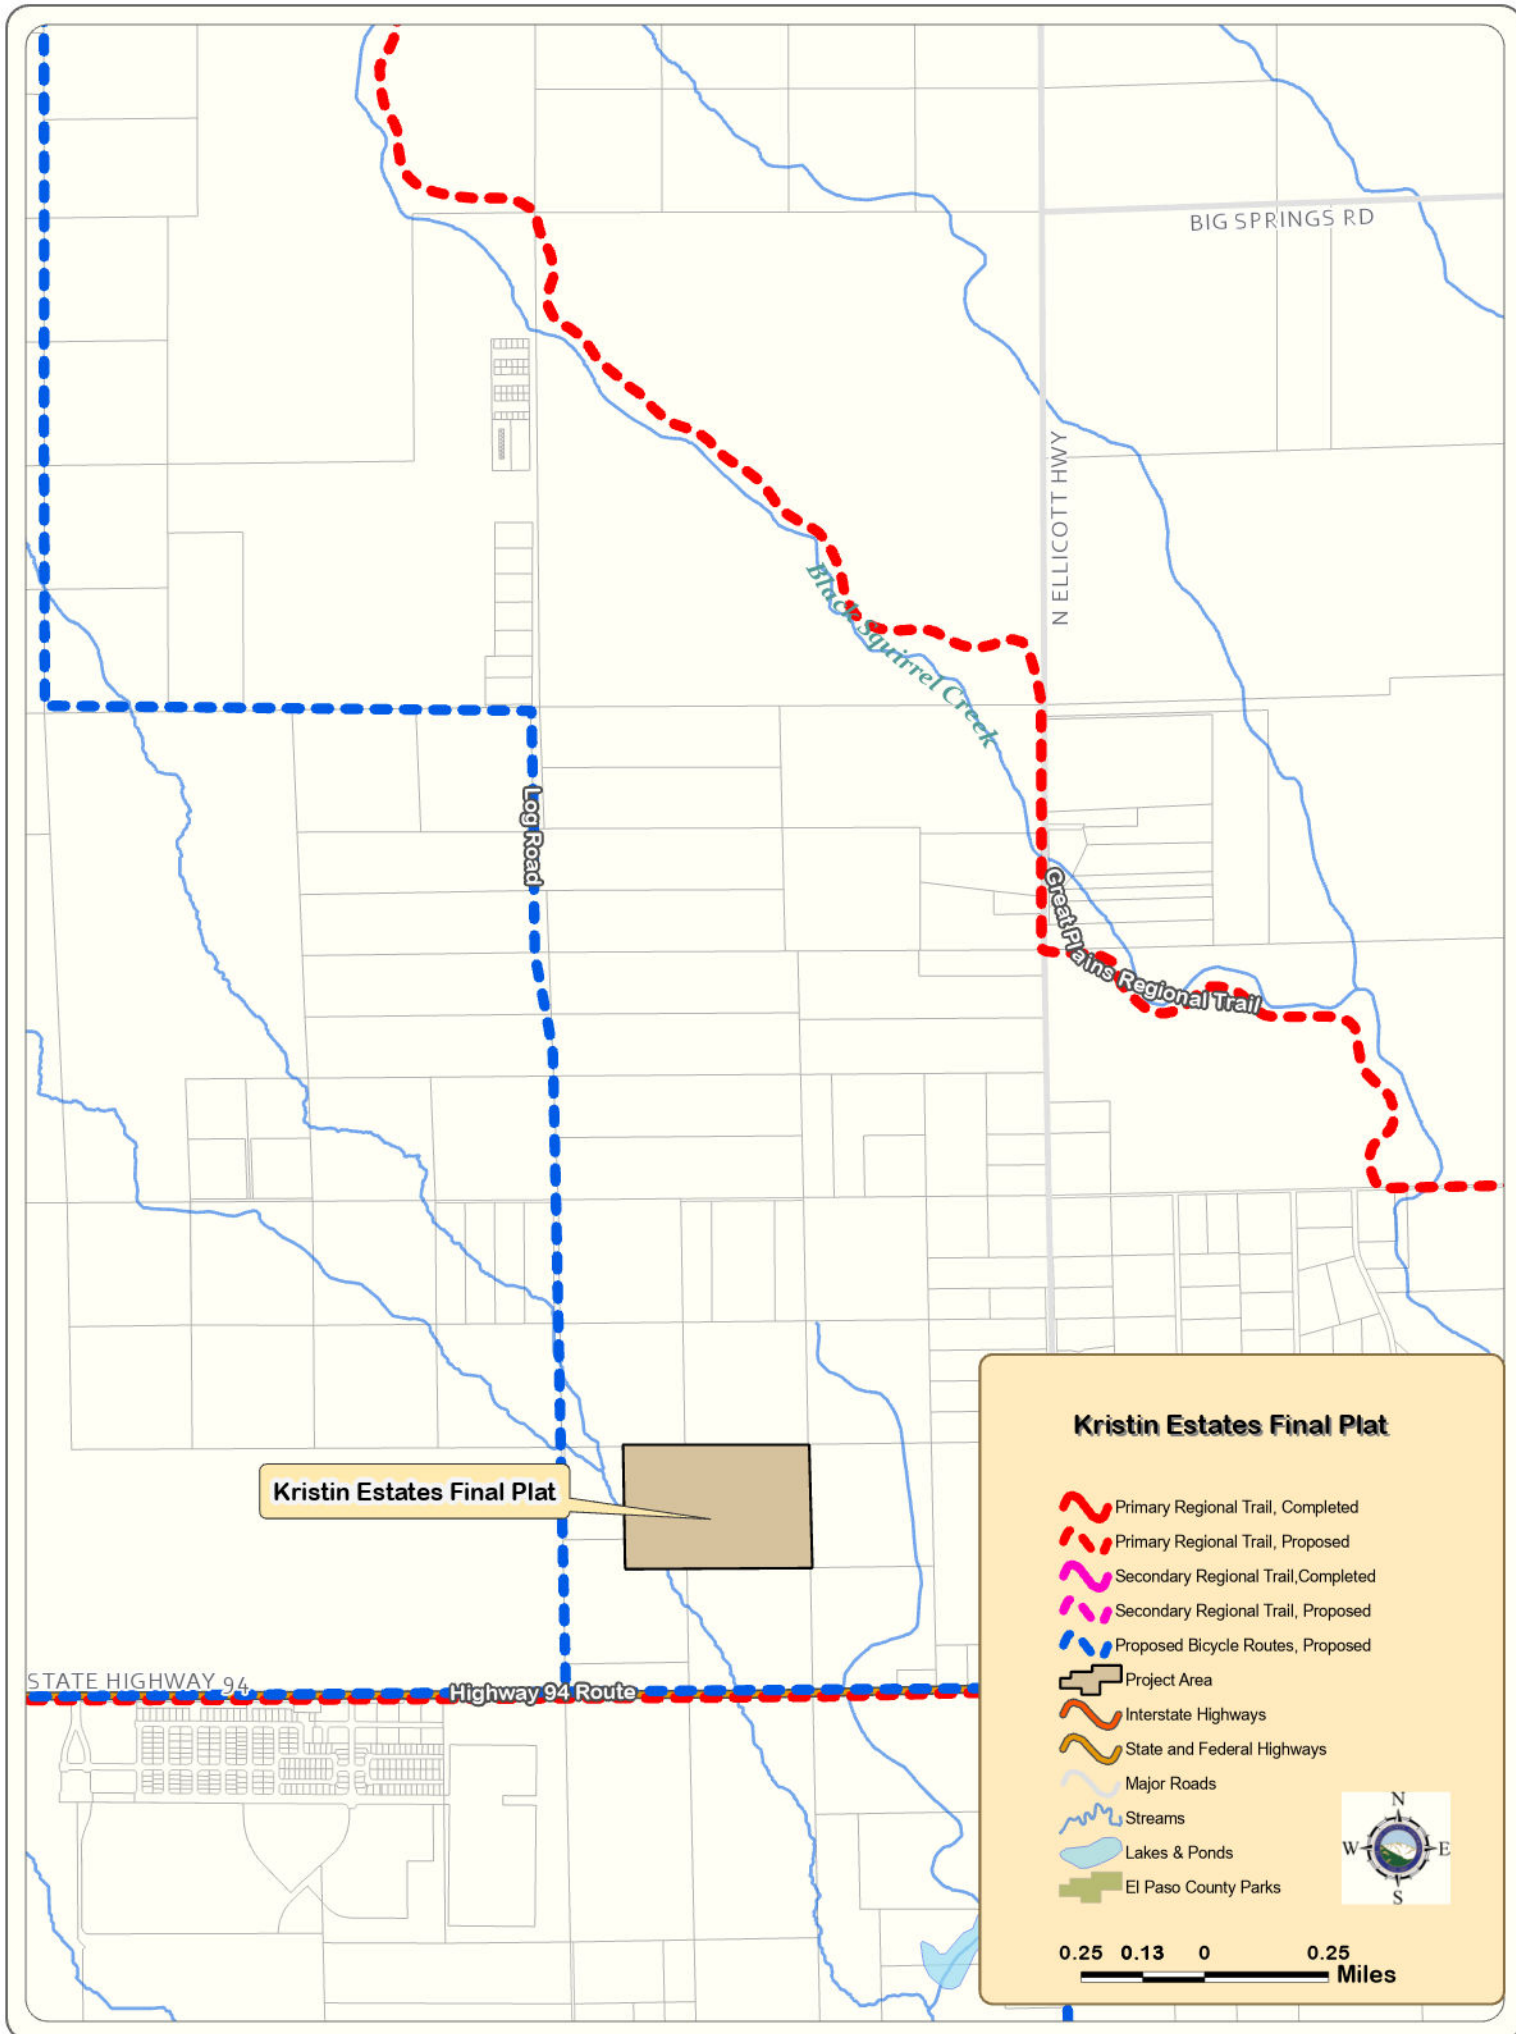 BIG SPRINGS RD
N ELLICOTT HWY
Black Squirrel Creek
Log Road
Great Plains Regional Trail
Kristin Estates Final Plat
STATE HIGHWAY 94
Highway 94 Route
Kristin Estates Final Plat
Primary Regional Trail, Completed
Primary Regional Trail, Proposed
Secondary Regional Trail,Completed
Secondary Regional Trail, Proposed
Proposed Bicycle Routes, Proposed
Project Area
Interstate Highways
State and Federal Highways
Major Roads
Streams
Lakes & Ponds
El Paso County Parks
N
W E
S
0.25 0.13 0 0.25
Miles